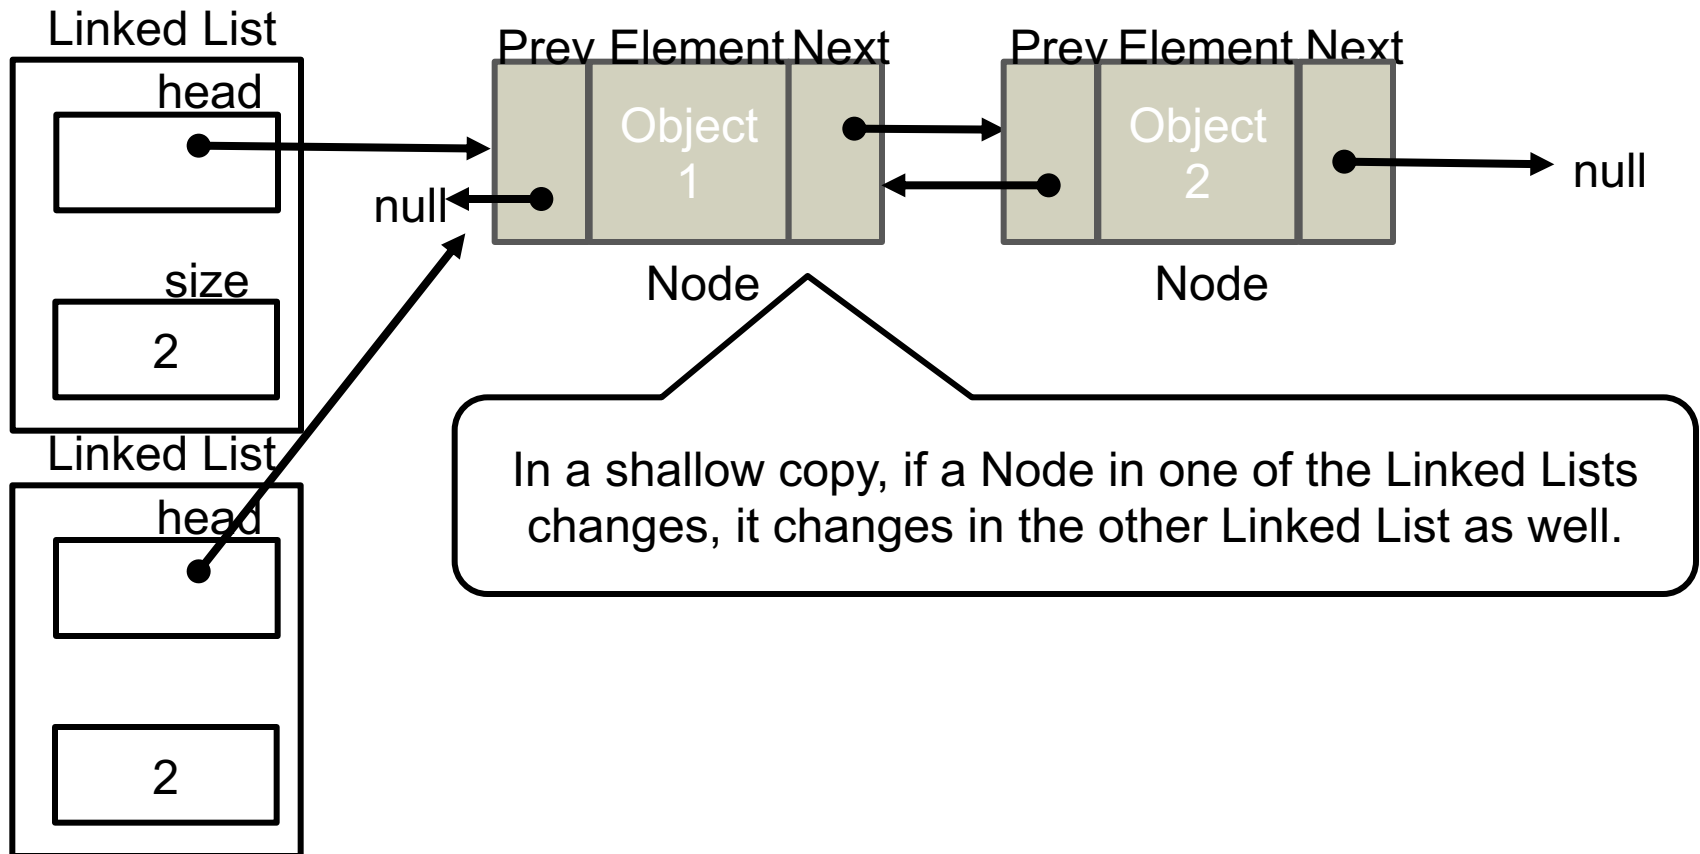 Linked List
head
size
2
Linked List
head
2
Prev Element Next
Object
1
Node
null
Prev Element Next
Object
2
Node
null
In a shallow copy, if a Node in one of the Linked Lists
changes, it changes in the other Linked List as well.